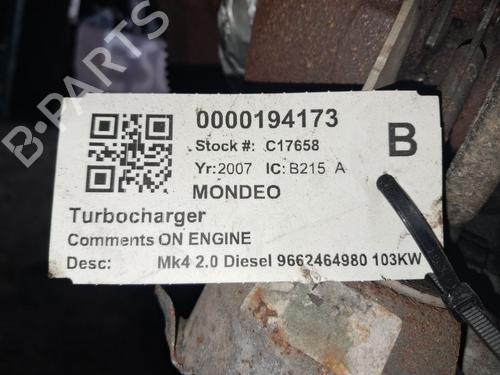 B-PARTS
0000194173
B
Stock #: C17658
Yr: 2007 IC: B215 A
MONDEO
Turbocharger
Comments ON ENGINE
Desc: Mk4 2.0 Diesel 9662464980 103KW